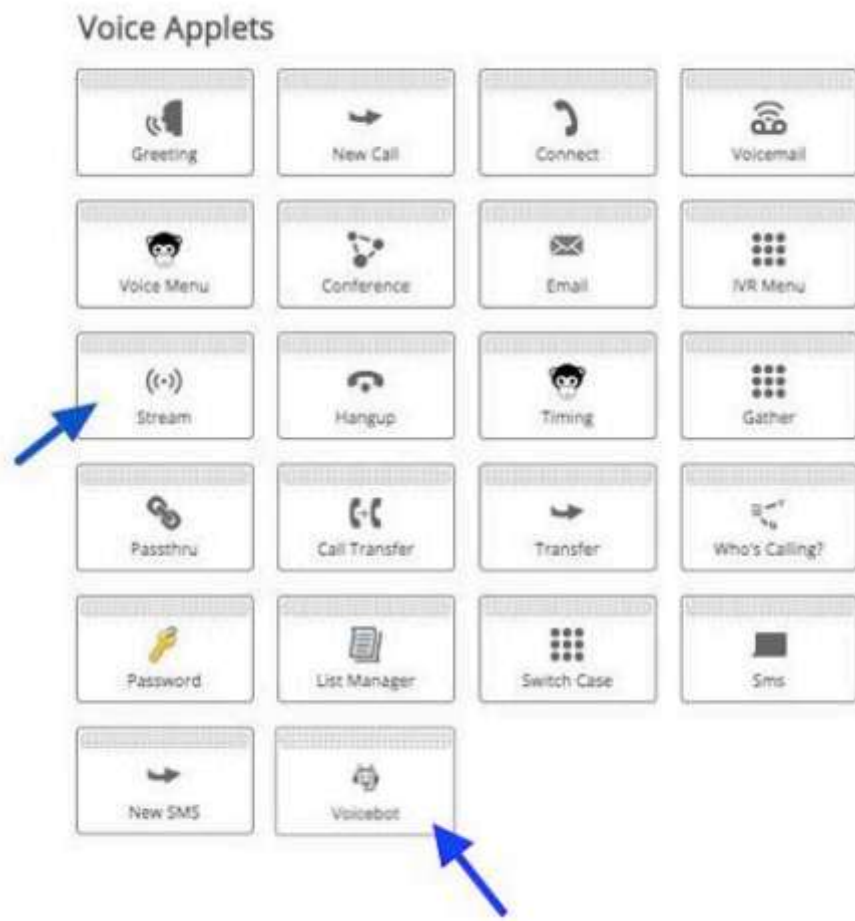 Voice Applets
Greeting
New Call
Connect
Voicemail
Voice Menu
Conference
Email
IVR Menu
Stream
Hangup
Timing
Gather
Passthru
Call Transfer
Transfer
Who's Calling?
Password
List Manager
Switch Case
Sms
New SMS
Voicebot